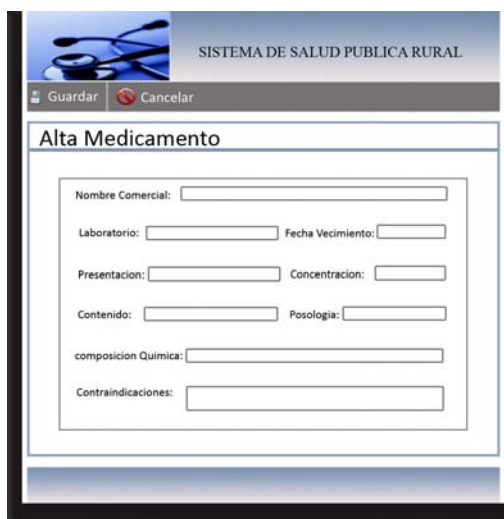 SISTEMA DE SALUD PUBLICA RURAL
Guardar Cancelar
Alta Medicamento
Nombre Comercial:
Laboratorio: Fecha Vecimiento:
Presentacion: Concentracion:
Contenido: Posologia:
composicion Quimica:
Contraindicaciones: